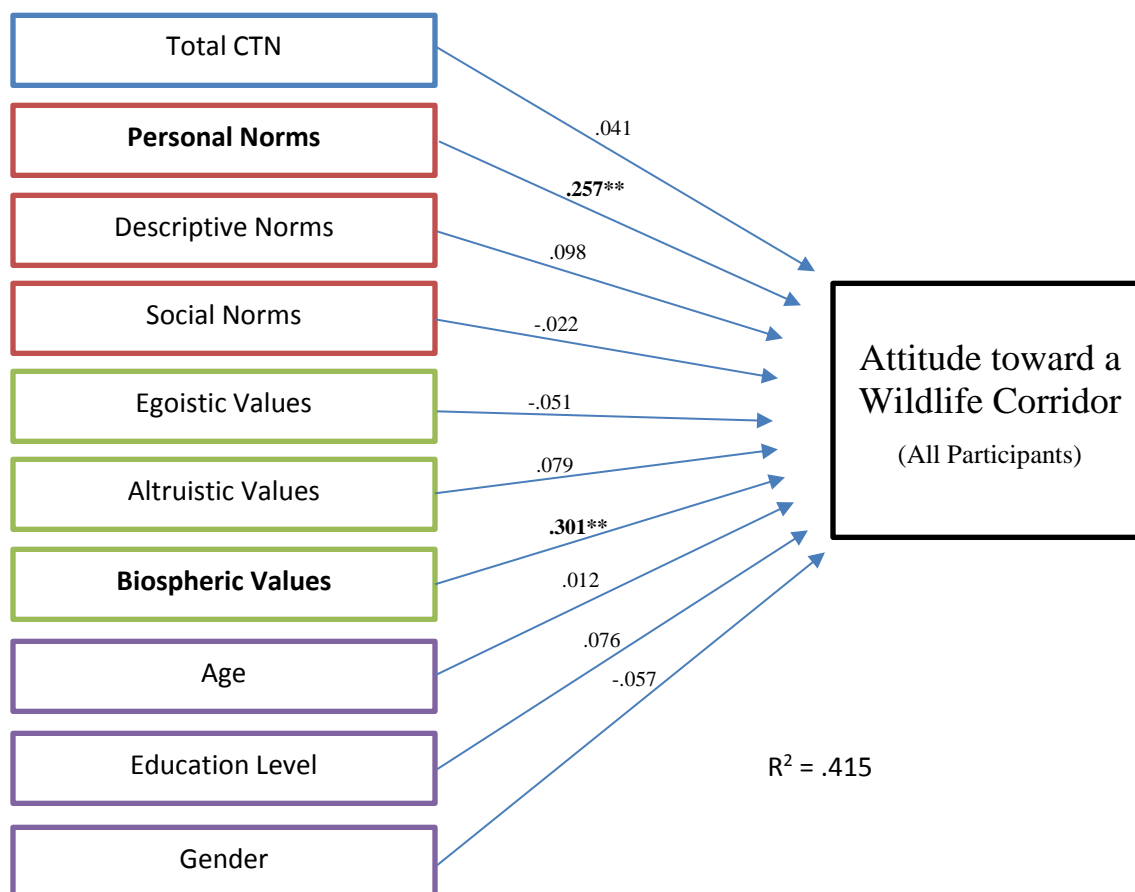 Total CTN
.041
Personal Norms
.257**
Descriptive Norms
.098
Social Norms
-.022
Egoistic Values
-.051
Altruistic Values
.079
Biospheric Values
.301**
Age
.012
Education Level
.076
Gender
-.057
Attitude toward a
Wildlife Corridor
(All Participants)
R² = .415